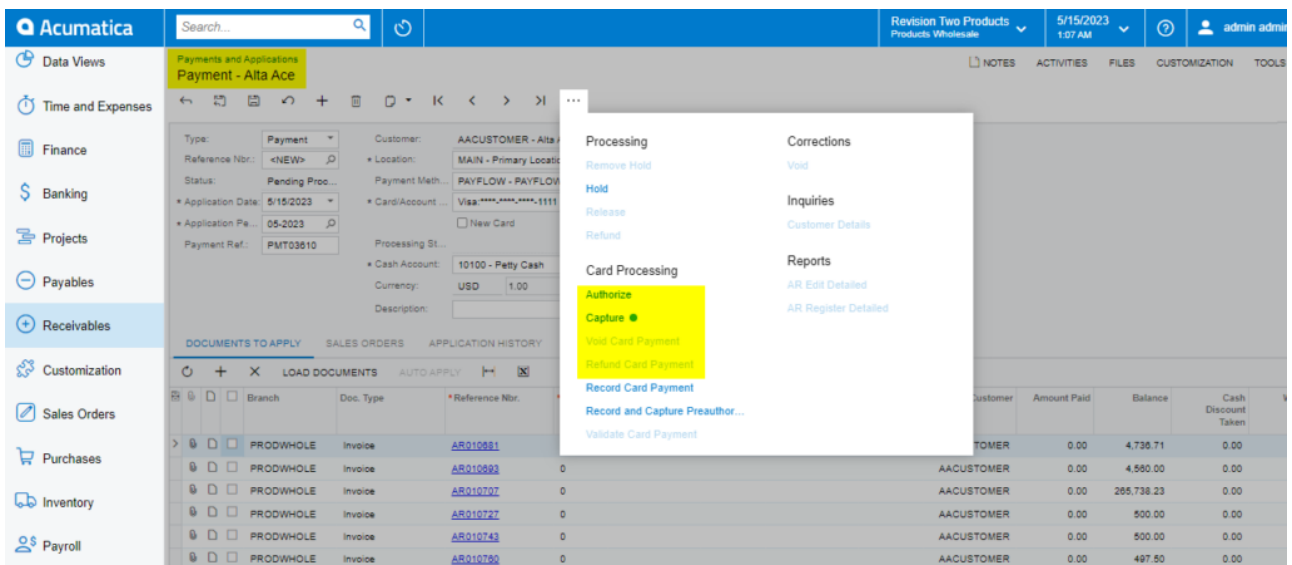 Acumatica
Search...
Revision Two Products
Products Wholesale
5/15/2023
1:07 AM
admin admin
Data Views
Time and Expenses
Finance
Banking
Projects
Payables
Receivables
Customization
Sales Orders
Purchases
Inventory
Payroll
Payments and Applications
Payment - Alta Ace
NOTES ACTIVITIES FILES CUSTOMIZATION TOOLS
Type: Payment Customer: AACUSTOMER - Alta
Reference Nbr.: <NEW> * Location: MAIN - Primary Locatio
Status: Pending Proc... Payment Meth... PAYFLOW - PAYFLOW
* Application Date: 5/15/2023 * Card/Account ... Visa:****-****-****-1111
* Application Pe... 05-2023 New Card
Payment Ref.: PMT03610 Processing St...
* Cash Account: 10100 - Petty Cash
Currency: USD 1.00
Description:
Processing
Remove Hold
Hold
Release
Refund
Card Processing
Authorize
Capture
Void Card Payment
Refund Card Payment
Record Card Payment
Record and Capture Preauthor...
Validate Card Payment
Corrections
Void
Inquiries
Customer Details
Reports
AR Edit Detailed
AR Register Detailed
DOCUMENTS TO APPLY SALES ORDERS APPLICATION HISTORY
LOAD DOCUMENTS AUTO APPLY
Branch Doc. Type *Reference Nbr. Customer Amount Paid Balance Cash Discount Taken
PRODWHOLE Invoice AR010681 TOMER 0.00 4,736.71 0.00
PRODWHOLE Invoice AR010693 0 AACUSTOMER 0.00 4,560.00 0.00
PRODWHOLE Invoice AR010707 0 AACUSTOMER 0.00 265,738.23 0.00
PRODWHOLE Invoice AR010727 0 AACUSTOMER 0.00 500.00 0.00
PRODWHOLE Invoice AR010743 0 AACUSTOMER 0.00 500.00 0.00
PRODWHOLE Invoice AR010760 0 AACUSTOMER 0.00 497.50 0.00